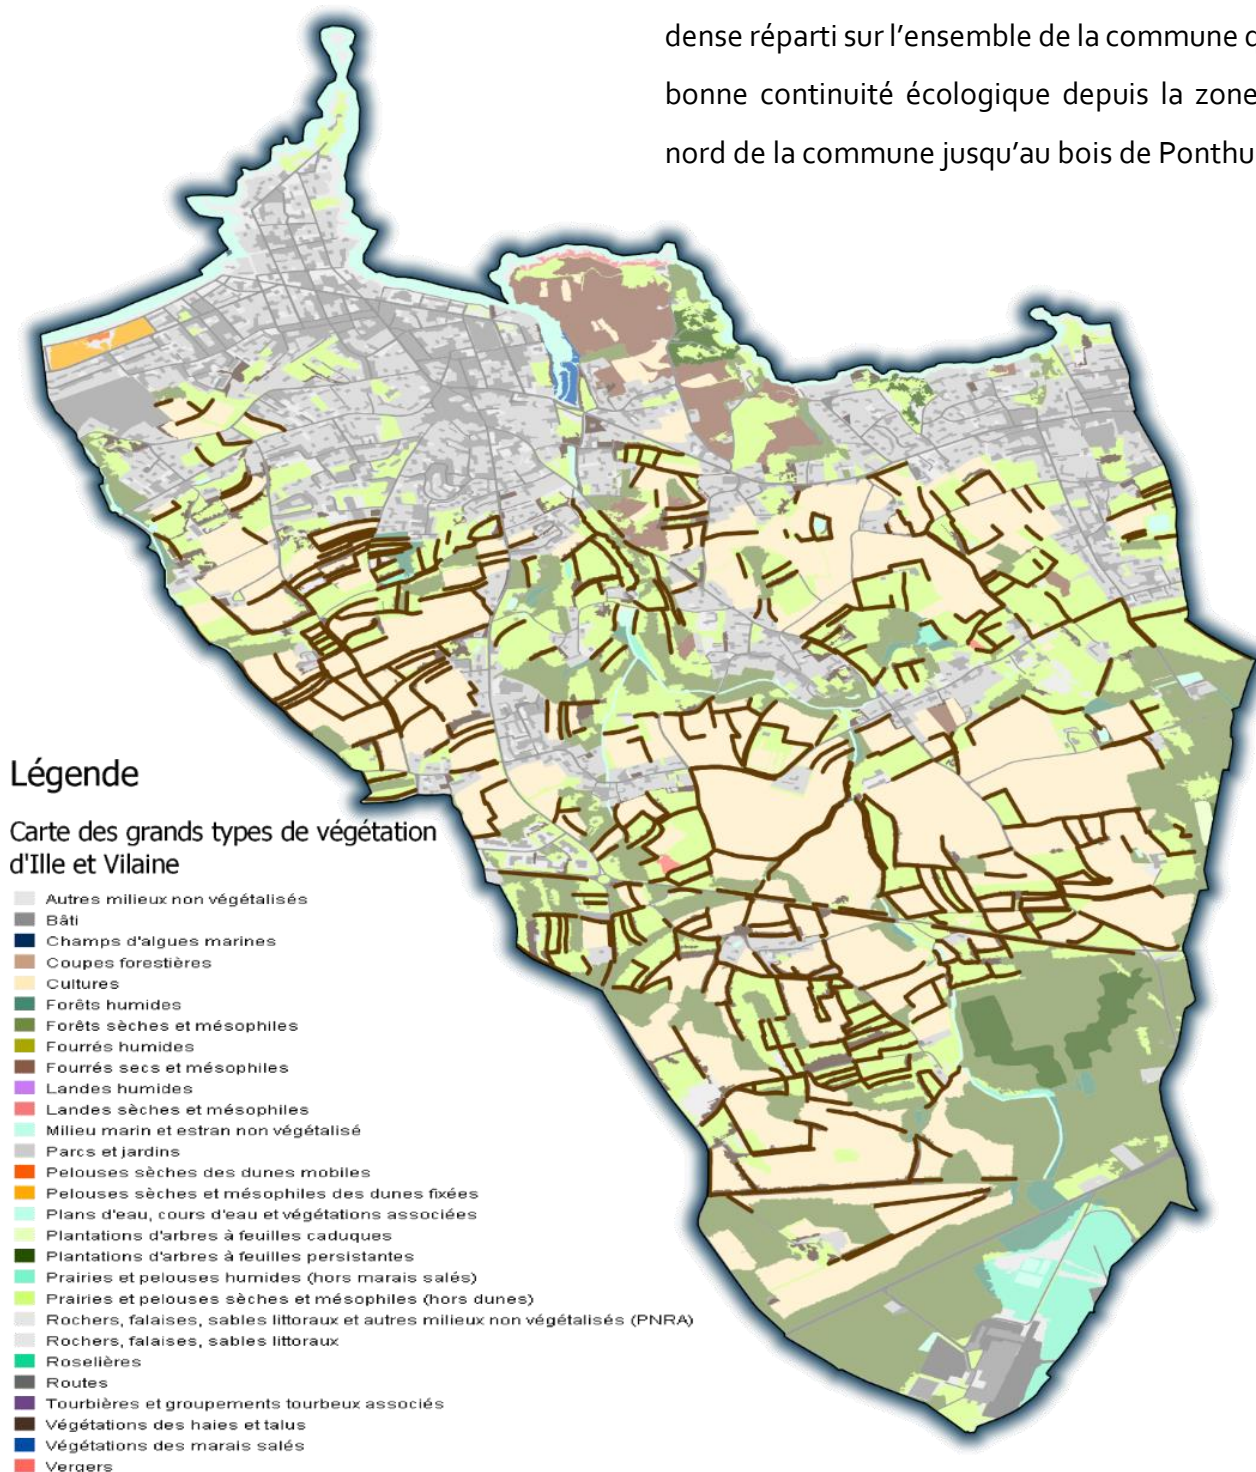 dense réparti sur l'ensemble de la commune
bonne continuité écologique depuis la zone
nord de la commune jusqu'au bois de Ponthu
Légende
Carte des grands types de végétation
d'Ille et Vilaine
Autres milieux non végétalisés
Bâti
Champs d'algues marines
Coupes forestières
Cultures
Forêts humides
Forêts sèches et mésophiles
Fourrés humides
Fourrés secs et mésophiles
Landes humides
Landes sèches et mésophiles
Milieu marin et estran non végétalisé
Parcs et jardins
Pelouses sèches des dunes mobiles
Pelouses sèches et mésophiles des dunes fixées
Plans d'eau, cours d'eau et végétations associées
Plantations d'arbres à feuilles caduques
Plantations d'arbres à feuilles persistantes
Prairies et pelouses humides (hors marais salés)
Prairies et pelouses sèches et mésophiles (hors dunes)
Rochers, falaises, sables littoraux et autres milieux non végétalisés (PNRA)
Rochers, falaises, sables littoraux
Roselières
Routes
Tourbières et groupements tourbeux associés
Végétations des haies et talus
Végétations des marais salés
Vergers